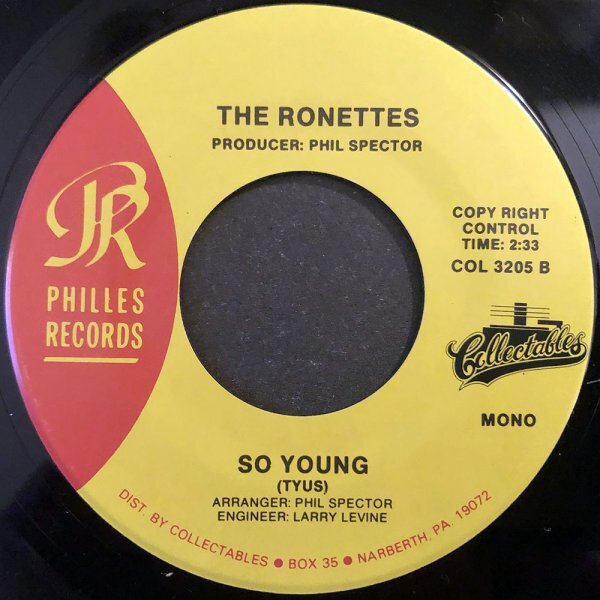 THE RONETTES
PRODUCER: PHIL SPECTOR
PR
PHILLES
RECORDS
COPY RIGHT
CONTROL
TIME: 2:33
COL 3205 B
Collectables
MONO
SO YOUNG
(TYUS)
ARRANGER: PHIL SPECTOR
ENGINEER: LARRY LEVINE
DIST. BY COLLECTABLES ● BOX 35 ● NARBERTH, PA. 19072